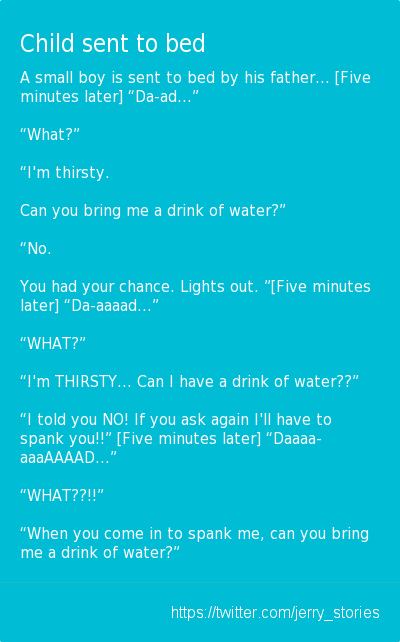 Child sent to bed
A small boy is sent to bed by his father... [Five
minutes later] “Da-ad...”
“What?”
“I'm thirsty.
Can you bring me a drink of water?”
“No.
You had your chance. Lights out. ”[Five minutes
later] “Da-aaaad...”
“WHAT?”
“I'm THIRSTY... Can I have a drink of water??”
“I told you NO! If you ask again I'll have to
spank you!!” [Five minutes later] “Daaaa-
aaaAAAAD...”
“WHAT??!!”
“When you come in to spank me, can you bring
me a drink of water?”
https://twitter.com/jerry_stories